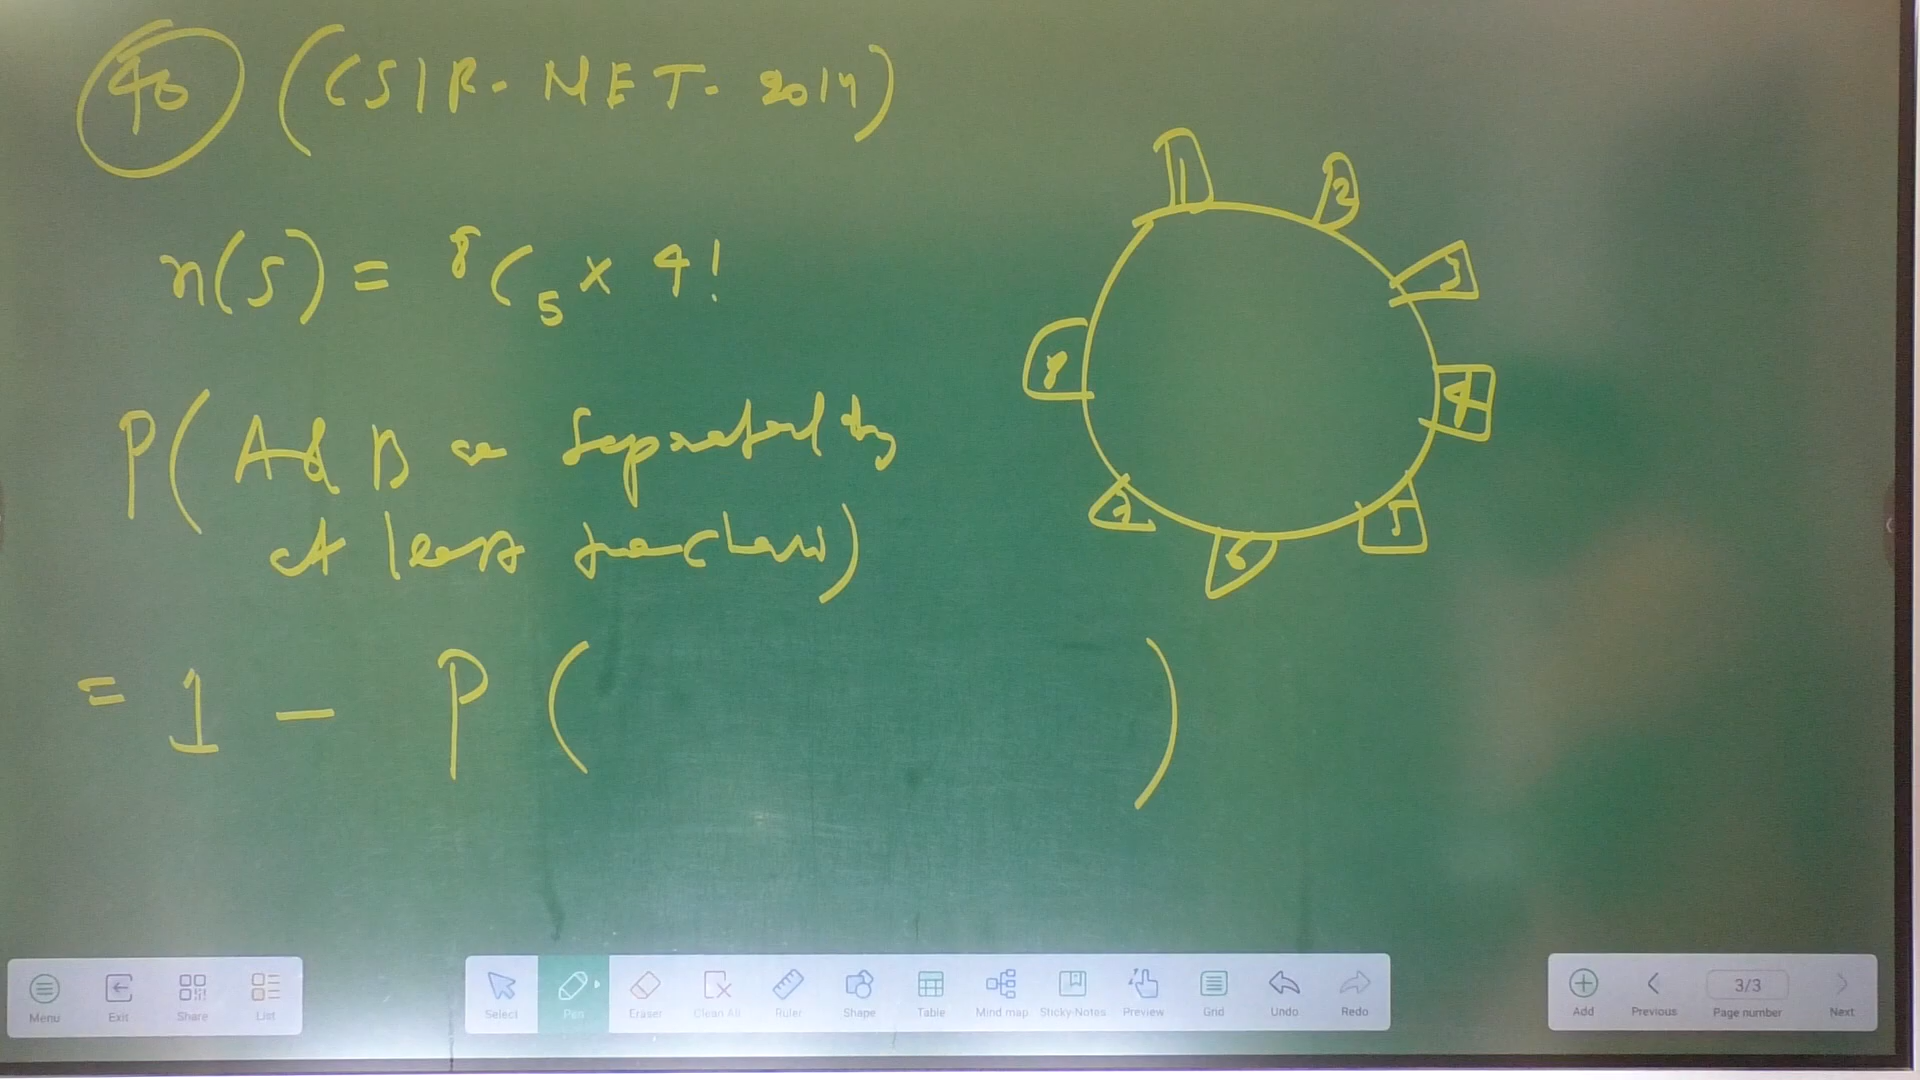 40 (CSIR-NET-2014)
n(S) = ⁸C₅ × 4!
P(A & B are separated by
at least two chairs)
= 1 - P( )
1
2
3
4
5
6
7
8
Menu
Exit
Share
List
Select
Pen
Eraser
Clean All
Ruler
Shape
Table
Mind map
Sticky-Notes
Preview
Grid
Undo
Redo
Add
Previous
3/3
Page number
Next